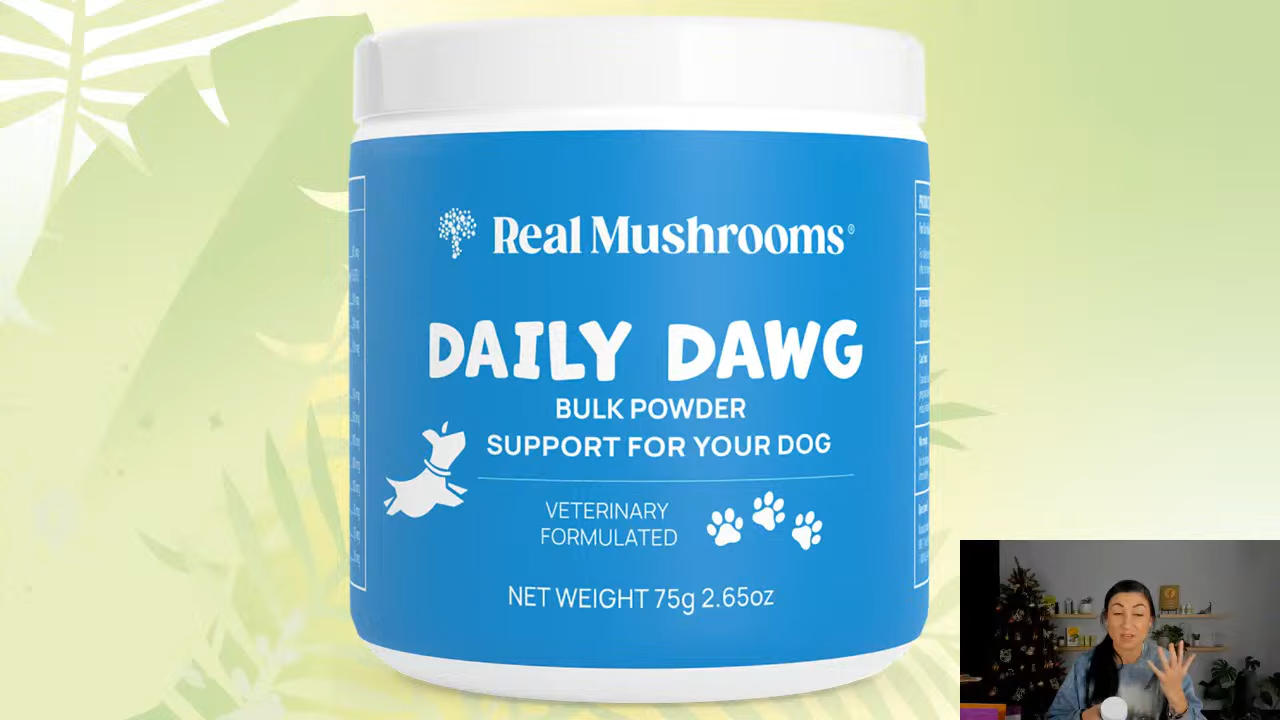 Real Mushrooms®
DAILY DAWG
BULK POWDER
SUPPORT FOR YOUR DOG
VETERINARY
FORMULATED
NET WEIGHT 75g 2.65oz